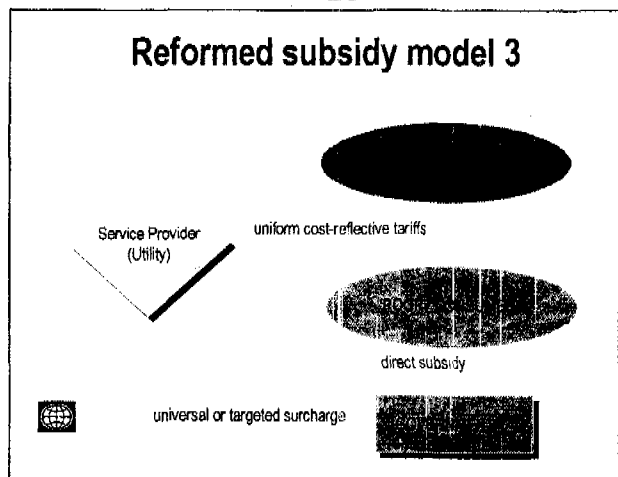 Reformed subsidy model 3
Service Provider
(Utility)
uniform cost-reflective tariffs
direct subsidy
universal or targeted surcharge